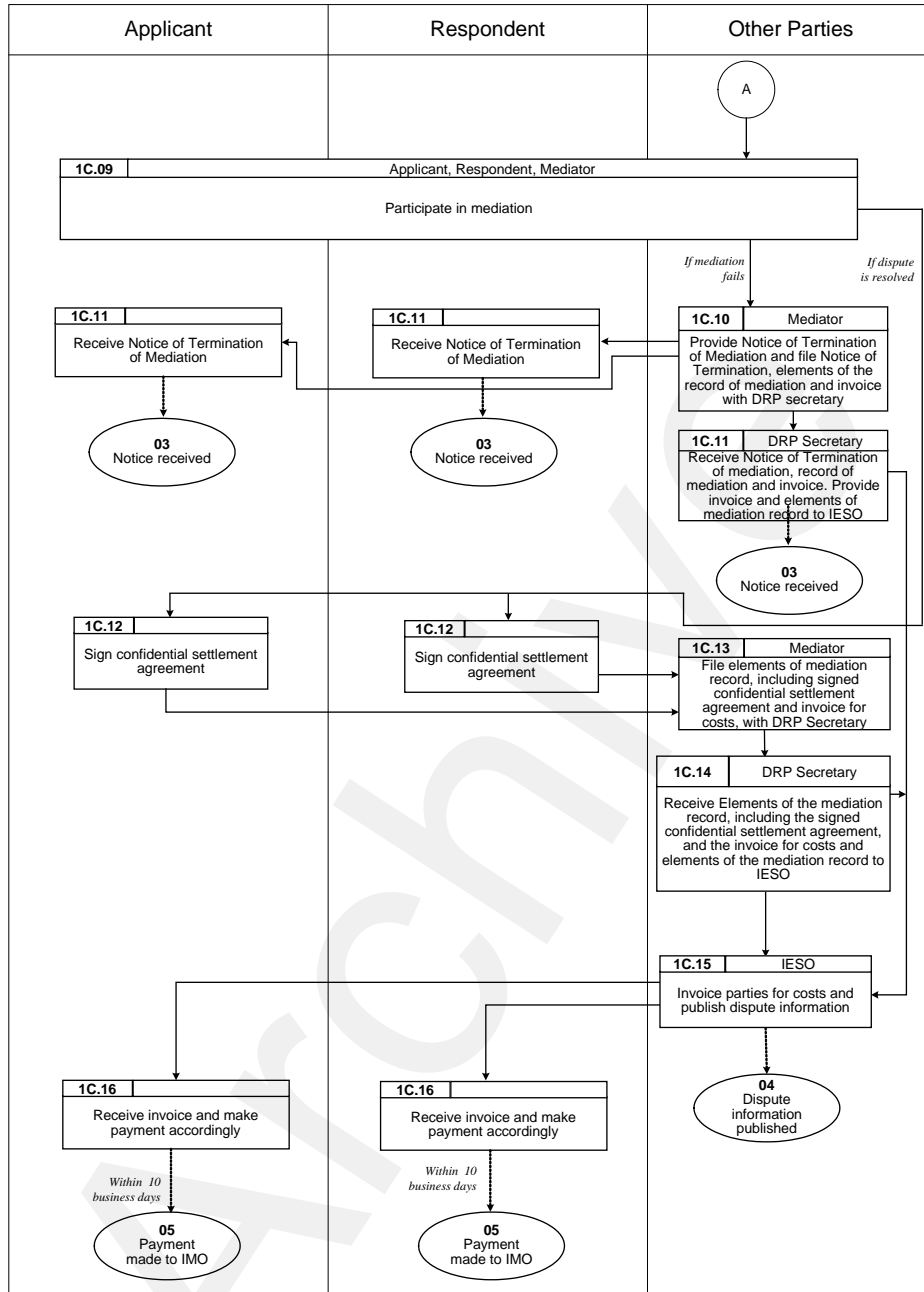 Applicant
Respondent
Other Parties
A
1C.09
Applicant, Respondent, Mediator
Participate in mediation
If mediation
fails
If dispute
is resolved
1C.11
Receive Notice of Termination
of Mediation
1C.11
Receive Notice of Termination
of Mediation
1C.10
Mediator
Provide Notice of Termination
of Mediation and file Notice of
Termination, elements of the
record of mediation and invoice
with DRP secretary
03
Notice received
03
Notice received
1C.11
DRP Secretary
Receive Notice of Termination
of mediation, record of
mediation and invoice. Provide
invoice and elements of
mediation record to IESO
03
Notice received
1C.12
Sign confidential settlement
agreement
1C.12
Sign confidential settlement
agreement
1C.13
Mediator
File elements of mediation
record, including signed
confidential settlement
agreement and invoice for
costs, with DRP Secretary
1C.14
DRP Secretary
Receive Elements of the mediation
record, including the signed
confidential settlement agreement,
and the invoice for costs and
elements of the mediation record to
IESO
1C.15
IESO
Invoice parties for costs and
publish dispute information
1C.16
Receive invoice and make
payment accordingly
1C.16
Receive invoice and make
payment accordingly
04
Dispute
information
published
Within 10
business days
Within 10
business days
05
Payment
made to IMO
05
Payment
made to IMO
Archive